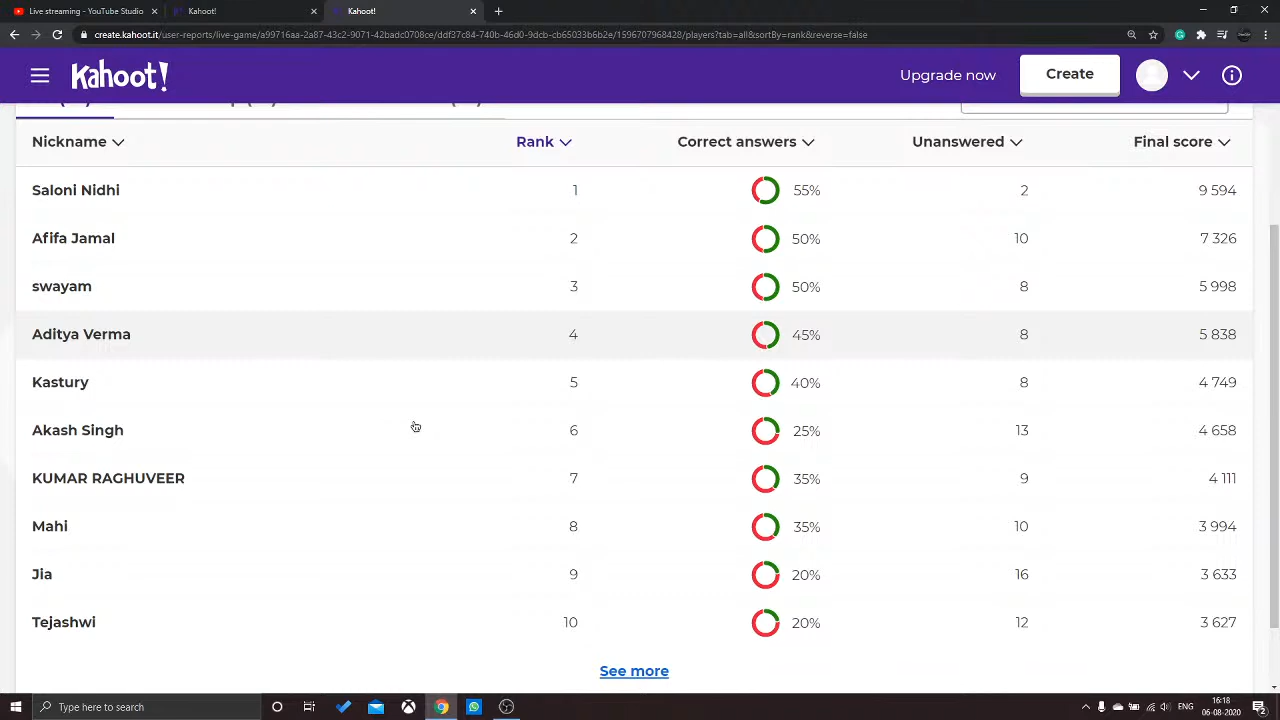 Live streaming - YouTube Studio
Kahoot!
Kahoot!
create.kahoot.it/user-reports/live-game/a99716aa-2a87-43c2-9071-42badc0708ce/ddf37c84-740b-46d0-9dcb-cb65033b6b2e/1596707968428/players?tab=all&sortBy=rank&reverse=false
Kahoot!
Upgrade now
Create
Nickname Rank Correct answers Unanswered Final score
Saloni Nidhi 1 55% 2 9 594
Afifa Jamal 2 50% 10 7 326
swayam 3 50% 8 5 998
Aditya Verma 4 45% 8 5 838
Kastury 5 40% 8 4 749
Akash Singh 6 25% 13 4 658
KUMAR RAGHUVEER 7 35% 9 4 111
Mahi 8 35% 10 3 994
Jia 9 20% 16 3 633
Tejashwi 10 20% 12 3 627
See more
Type here to search
ENG
16:18
06-08-2020